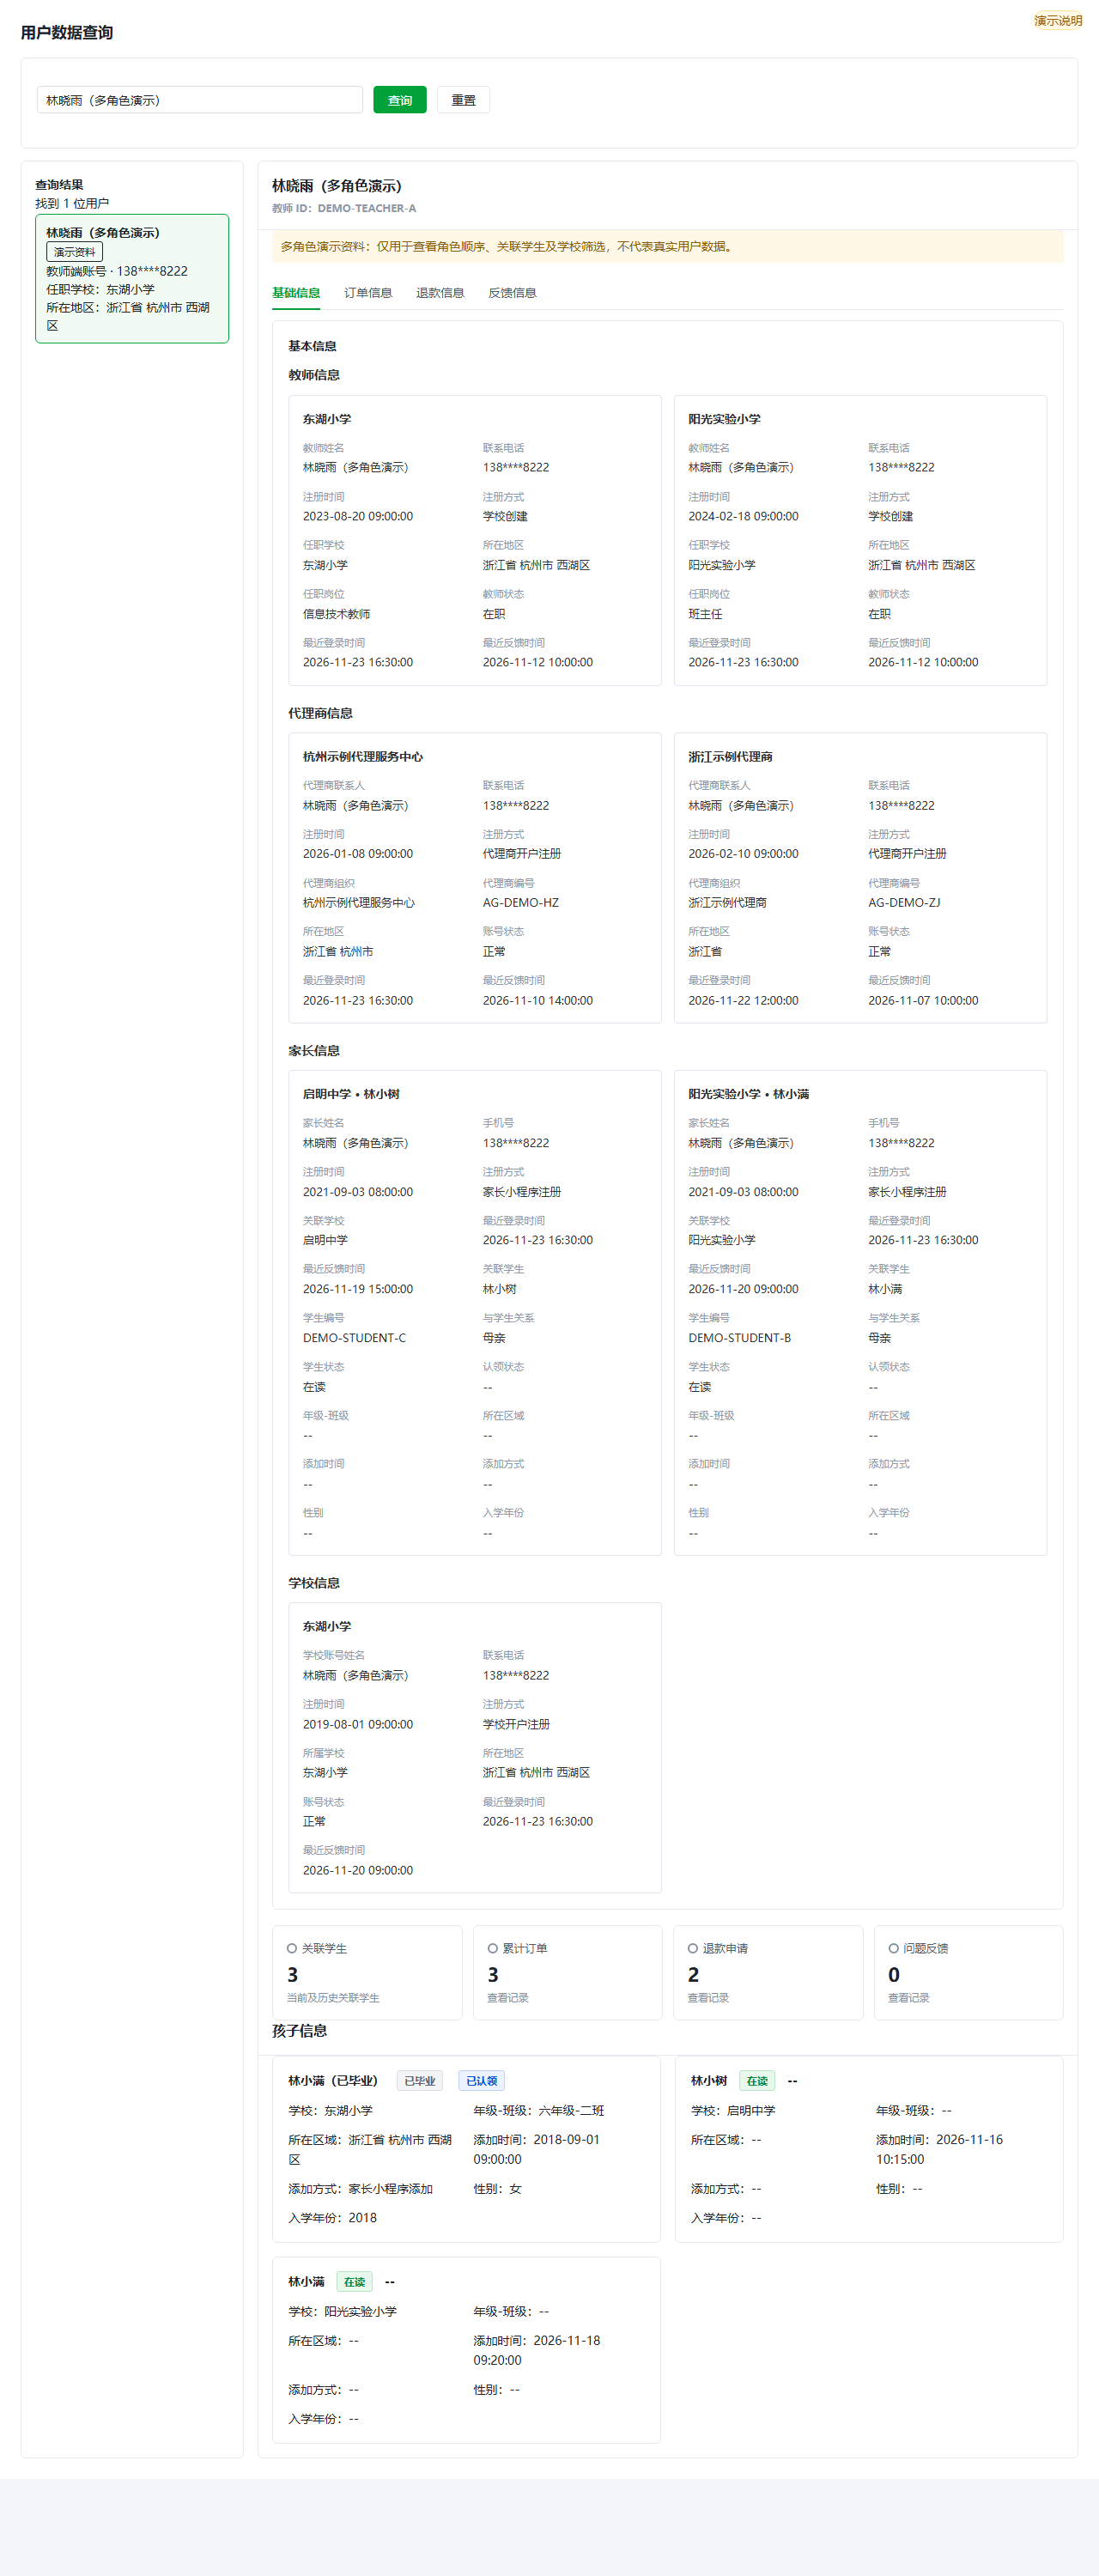 用户数据查询
演示说明
林晓雨（多角色演示）
查询
重置
查询结果
找到 1 位用户
林晓雨（多角色演示）
演示资料
教师端账号 · 138****8222
任职学校：东湖小学
所在地区：浙江省 杭州市 西湖
区
林晓雨（多角色演示）
教师 ID：DEMO-TEACHER-A
多角色演示资料：仅用于查看角色顺序、关联学生及学校筛选，不代表真实用户数据。
基础信息 订单信息 退款信息 反馈信息
基本信息
教师信息
东湖小学
教师姓名 联系电话
林晓雨（多角色演示） 138****8222
注册时间 注册方式
2023-08-20 09:00:00 学校创建
任职学校 所在地区
东湖小学 浙江省 杭州市 西湖区
任职岗位 教师状态
信息技术教师 在职
最近登录时间 最近反馈时间
2026-11-23 16:30:00 2026-11-12 10:00:00
阳光实验小学
教师姓名 联系电话
林晓雨（多角色演示） 138****8222
注册时间 注册方式
2024-02-18 09:00:00 学校创建
任职学校 所在地区
阳光实验小学 浙江省 杭州市 西湖区
任职岗位 教师状态
班主任 在职
最近登录时间 最近反馈时间
2026-11-23 16:30:00 2026-11-12 10:00:00
代理商信息
杭州示例代理服务中心
代理商联系人 联系电话
林晓雨（多角色演示） 138****8222
注册时间 注册方式
2026-01-08 09:00:00 代理商开户注册
代理商组织 代理商编号
杭州示例代理服务中心 AG-DEMO-HZ
所在地区 账号状态
浙江省 杭州市 正常
最近登录时间 最近反馈时间
2026-11-23 16:30:00 2026-11-10 14:00:00
浙江示例代理商
代理商联系人 联系电话
林晓雨（多角色演示） 138****8222
注册时间 注册方式
2026-02-10 09:00:00 代理商开户注册
代理商组织 代理商编号
浙江示例代理商 AG-DEMO-ZJ
所在地区 账号状态
浙江省 正常
最近登录时间 最近反馈时间
2026-11-22 12:00:00 2026-11-07 10:00:00
家长信息
启明中学 • 林小树
家长姓名 手机号
林晓雨（多角色演示） 138****8222
注册时间 注册方式
2021-09-03 08:00:00 家长小程序注册
关联学校 最近登录时间
启明中学 2026-11-23 16:30:00
最近反馈时间 关联学生
2026-11-19 15:00:00 林小树
学生编号 与学生关系
DEMO-STUDENT-C 母亲
学生状态 认领状态
在读 --
年级-班级 所在区域
-- --
添加时间 添加方式
-- --
性别 入学年份
-- --
阳光实验小学 • 林小满
家长姓名 手机号
林晓雨（多角色演示） 138****8222
注册时间 注册方式
2021-09-03 08:00:00 家长小程序注册
关联学校 最近登录时间
阳光实验小学 2026-11-23 16:30:00
最近反馈时间 关联学生
2026-11-20 09:00:00 林小满
学生编号 与学生关系
DEMO-STUDENT-B 母亲
学生状态 认领状态
在读 --
年级-班级 所在区域
-- --
添加时间 添加方式
-- --
性别 入学年份
-- --
学校信息
东湖小学
学校账号姓名 联系电话
林晓雨（多角色演示） 138****8222
注册时间 注册方式
2019-08-01 09:00:00 学校开户注册
所属学校 所在地区
东湖小学 浙江省 杭州市 西湖区
账号状态 最近登录时间
正常 2026-11-23 16:30:00
最近反馈时间
2026-11-20 09:00:00
关联学生
3
当前及历史关联学生
累计订单
3
查看记录
退款申请
2
查看记录
问题反馈
0
查看记录
孩子信息
林小满（已毕业） 已毕业 已认领
学校：东湖小学 年级-班级：六年级-二班
所在区域：浙江省 杭州市 西湖 添加时间：2018-09-01
区 09:00:00
添加方式：家长小程序添加 性别：女
入学年份：2018
林小树 在读 --
学校：启明中学 年级-班级：--
所在区域：-- 添加时间：2026-11-16
10:15:00
添加方式：-- 性别：--
入学年份：--
林小满 在读 --
学校：阳光实验小学 年级-班级：--
所在区域：-- 添加时间：2026-11-18
09:20:00
添加方式：-- 性别：--
入学年份：--